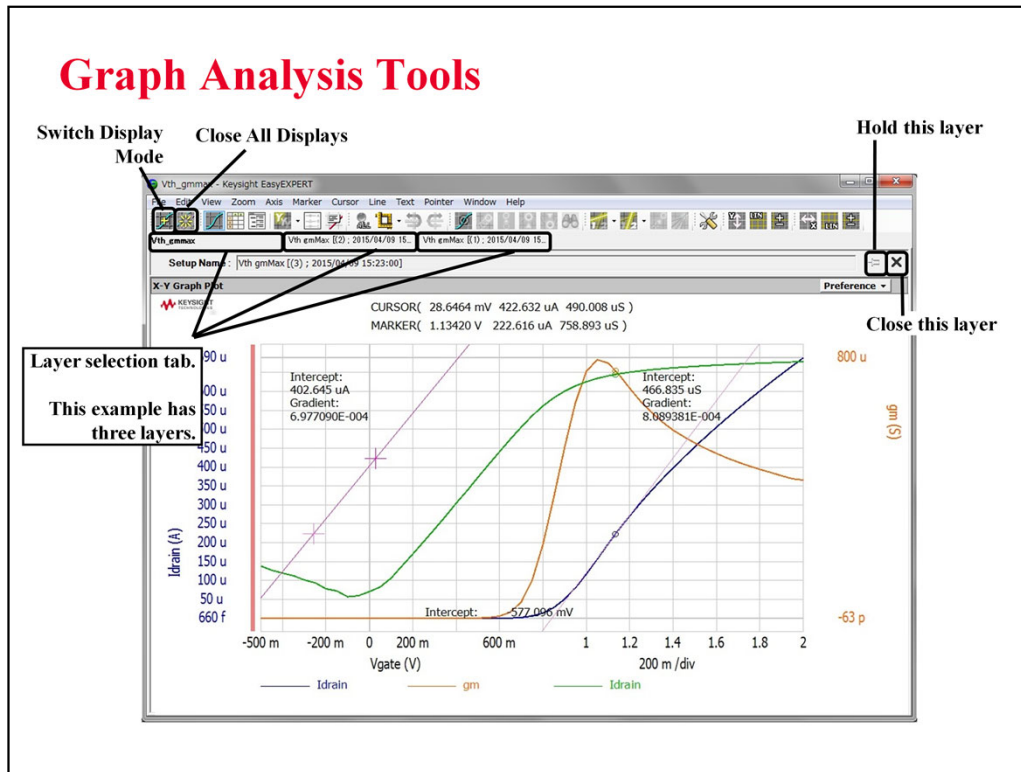 Graph Analysis Tools
Switch Display
Mode
Close All Displays
Hold this layer
Vth_gmmax - Keysight EasyEXPERT
File Edit View Zoom Axis Marker Cursor Line Text Pointer Window Help
Vth_gmmax
Vth gmMax [(2) ; 2015/04/09 15...
Vth gmMax [(1) ; 2015/04/09 15...
Setup Name : Vth gmMax [(3) ; 2015/04/09 15:23:00]
X-Y Graph Plot
Preference
KEYSIGHT
TECHNOLOGIES
CURSOR( 28.6464 mV 422.632 uA 490.008 uS )
MARKER( 1.13420 V 222.616 uA 758.893 uS )
Close this layer
Layer selection tab.
This example has
three layers.
90 u
800 u
Intercept:
402.645 uA
Gradient:
6.977090E-004
Intercept:
466.835 uS
Gradient:
8.089381E-004
gm (S)
450 u
400 u
350 u
300 u
250 u
200 u
150 u
100 u
50 u
660 f
Idrain (A)
Intercept: -577.096 mV
-63 p
-500 m -200 m 0 200 m 600 m 1 1.2 1.4 1.6 1.8 2
Vgate (V)
200 m /div
Idrain
gm
Idrain